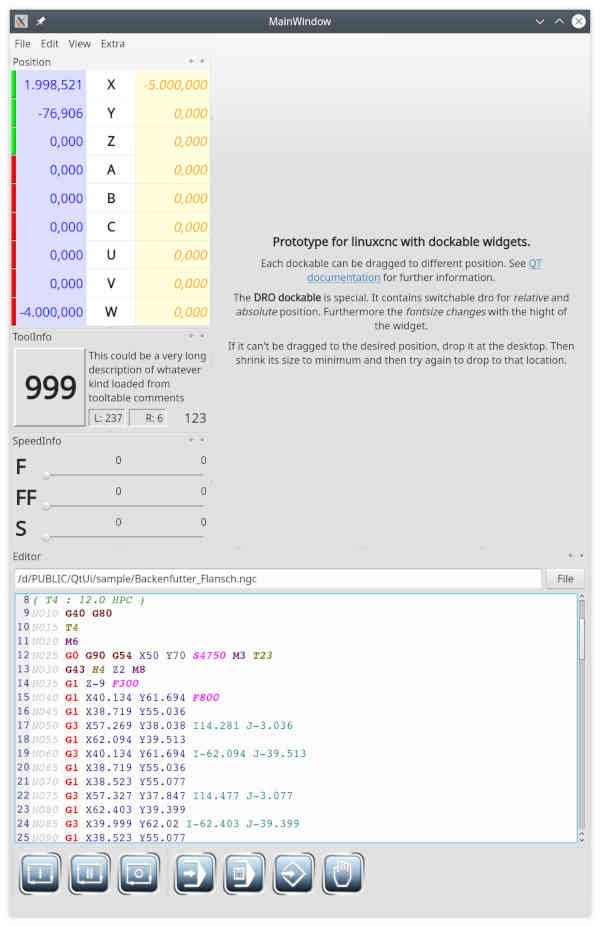 MainWindow
File Edit View Extra
Position
1.998,521 X -5.000,000
-76,906 Y 0,000
0,000 Z 0,000
0,000 A 0,000
0,000 B 0,000
0,000 C 0,000
0,000 U 0,000
0,000 V 0,000
-4.000,000 W 0,000
Prototype for linuxcnc with dockable widgets.
Each dockable can be dragged to different position. See QT
documentation for further information.
The DRO dockable is special. It contains switchable dro for relative and
absolute position. Furthermore the fontsize changes with the hight of
the widget.
If it can't be dragged to the desired position, drop it at the desktop. Then
shrink its size to minimum and then try again to drop to that location.
ToolInfo
999
This could be a very long
description of whatever
kind loaded from
tooltable comments
L: 237 R: 6 123
SpeedInfo
F 0 0
FF 0 0
S 0 0
Editor
/d/PUBLIC/QtUi/sample/Backenfutter_Flansch.ngc File
8 ( T4 : 12.0 HPC )
9 N010 G40 G80
10 N015 T4
11 N020 M6
12 N025 G0 G90 G54 X50 Y70 S4750 M3 T23
13 N030 G43 H4 Z2 M8
14 N035 G1 Z-9 F300
15 N040 G1 X40.134 Y61.694 F800
16 N045 G1 X38.719 Y55.036
17 N050 G3 X57.269 Y38.038 I14.281 J-3.036
18 N055 G1 X62.094 Y39.513
19 N060 G3 X40.134 Y61.694 I-62.094 J-39.513
20 N065 G1 X38.719 Y55.036
21 N070 G1 X38.523 Y55.077
22 N075 G3 X57.327 Y37.847 I14.477 J-3.077
23 N080 G1 X62.403 Y39.399
24 N085 G3 X39.999 Y62.02 I-62.403 J-39.399
25 N090 G1 X38.523 Y55.077